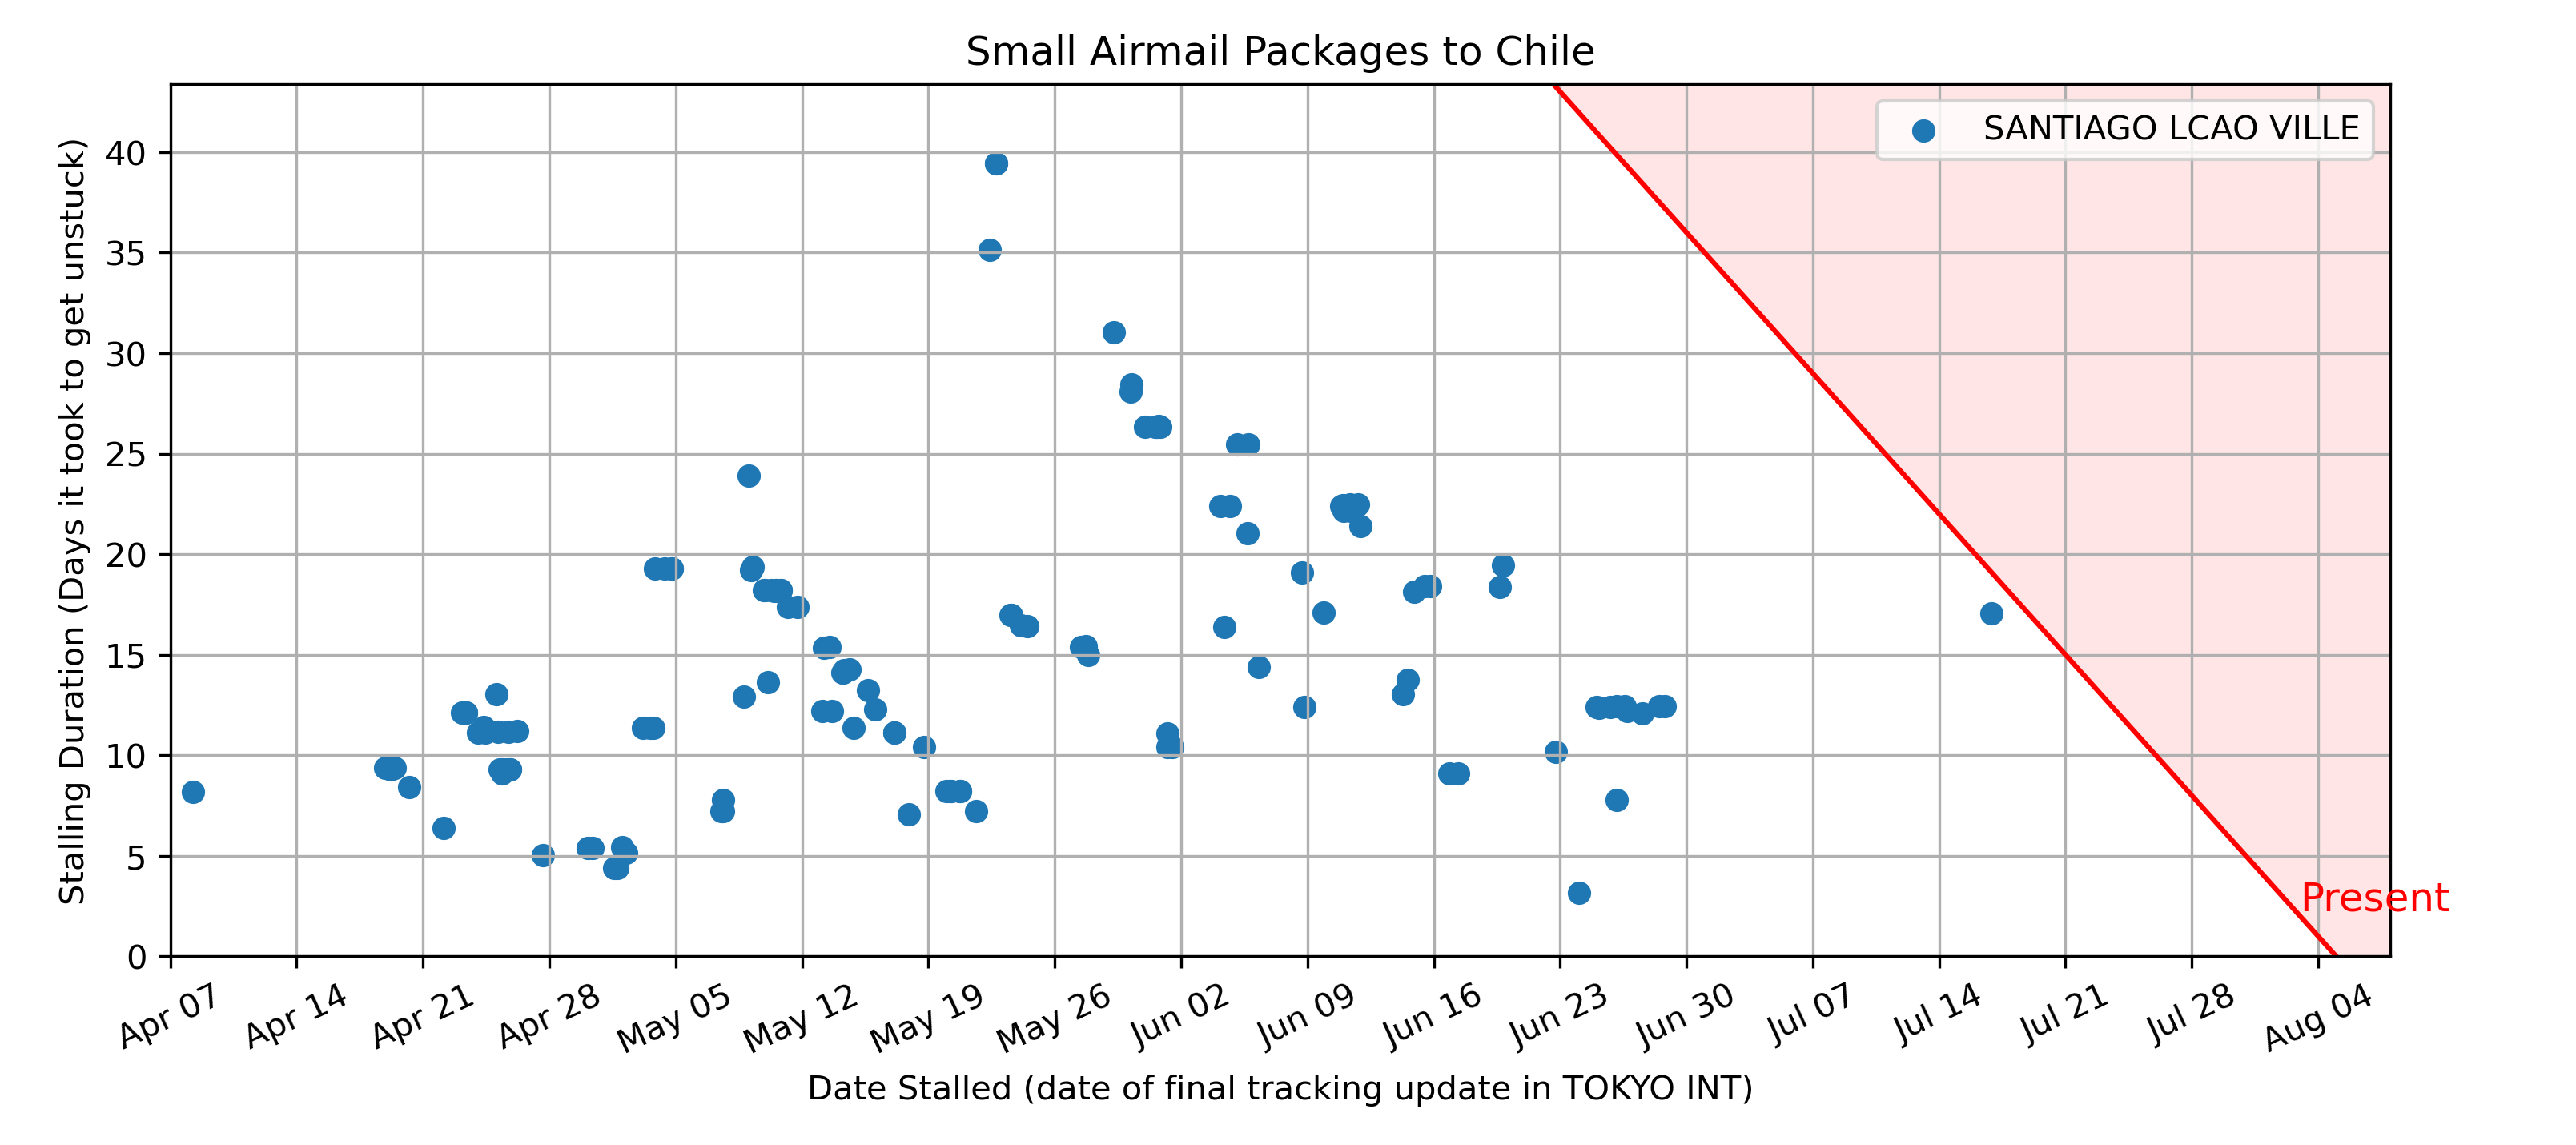 Small Airmail Packages to Chile
SANTIAGO LCAO VILLE
Stalling Duration (Days it took to get unstuck)
40
35
30
25
20
15
10
5
0
Present
Apr 07
Apr 14
Apr 21
Apr 28
May 05
May 12
May 19
May 26
Jun 02
Jun 09
Jun 16
Jun 23
Jun 30
Jul 07
Jul 14
Jul 21
Jul 28
Aug 04
Date Stalled (date of final tracking update in TOKYO INT)